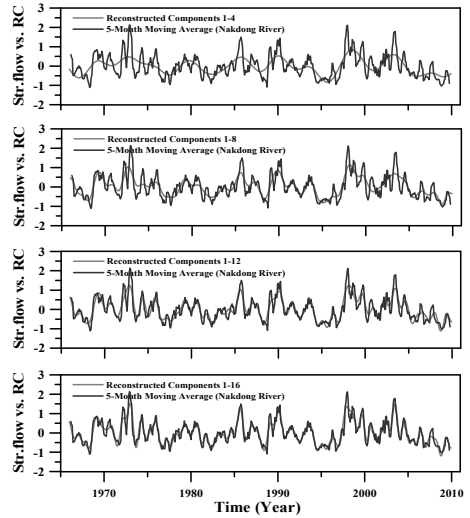 Str.flow vs. RC
3
2
1
0
-1
-2
Reconstructed Components 1-4
5-Month Moving Average (Nakdong River)
Str.flow vs. RC
3
2
1
0
-1
-2
Reconstructed Components 1-8
5-Month Moving Average (Nakdong River)
Str.flow vs. RC
3
2
1
0
-1
-2
Reconstructed Components 1-12
5-Month Moving Average (Nakdong River)
Str.flow vs. RC
3
2
1
0
-1
-2
Reconstructed Components 1-16
5-Month Moving Average (Nakdong River)
1970 1980 1990 2000 2010
Time (Year)